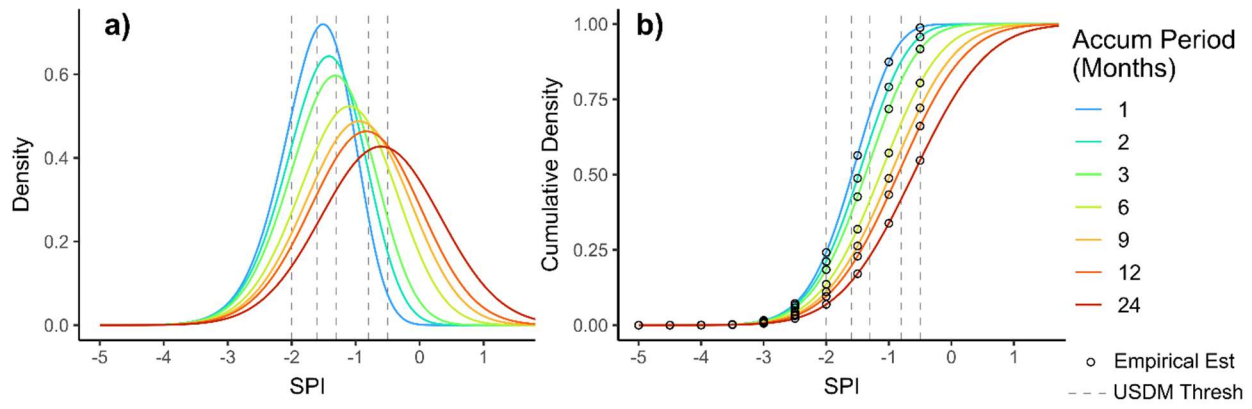 a)
Density
0.6
0.4
0.2
0.0
-5 -4 -3 -2 -1 0 1
SPI
b)
Cumulative Density
1.00
0.75
0.50
0.25
0.00
-5 -4 -3 -2 -1 0 1
SPI
Accum Period
(Months)
1
2
3
6
9
12
24
Empirical Est
USDM Thresh